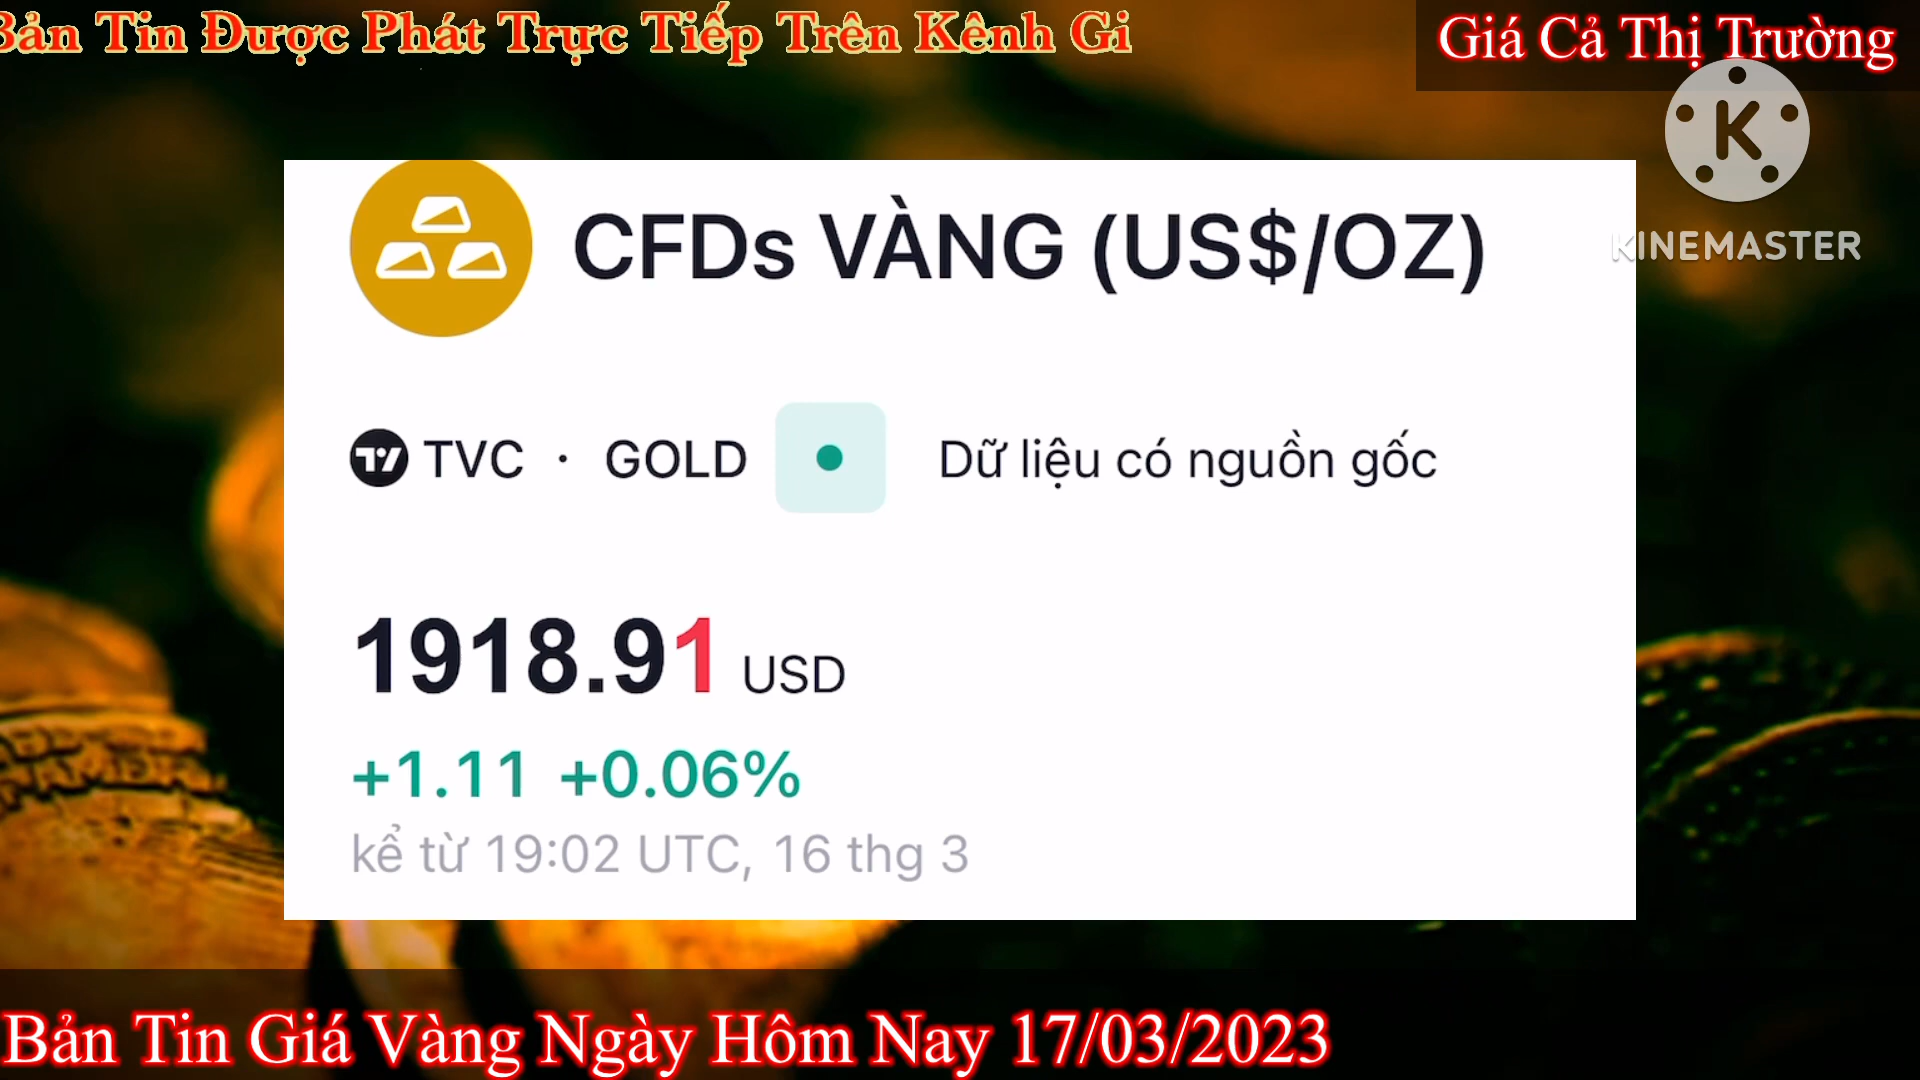 Bản Tin Được Phát Trực Tiếp Trên Kênh Gi
Giá Cả Thị Trường
K
KINEMASTER
CFDs VÀNG (US$/OZ)
TVC · GOLD Dữ liệu có nguồn gốc
1918.91 USD
+1.11 +0.06%
kể từ 19:02 UTC, 16 thg 3
Bản Tin Giá Vàng Ngày Hôm Nay 17/03/2023